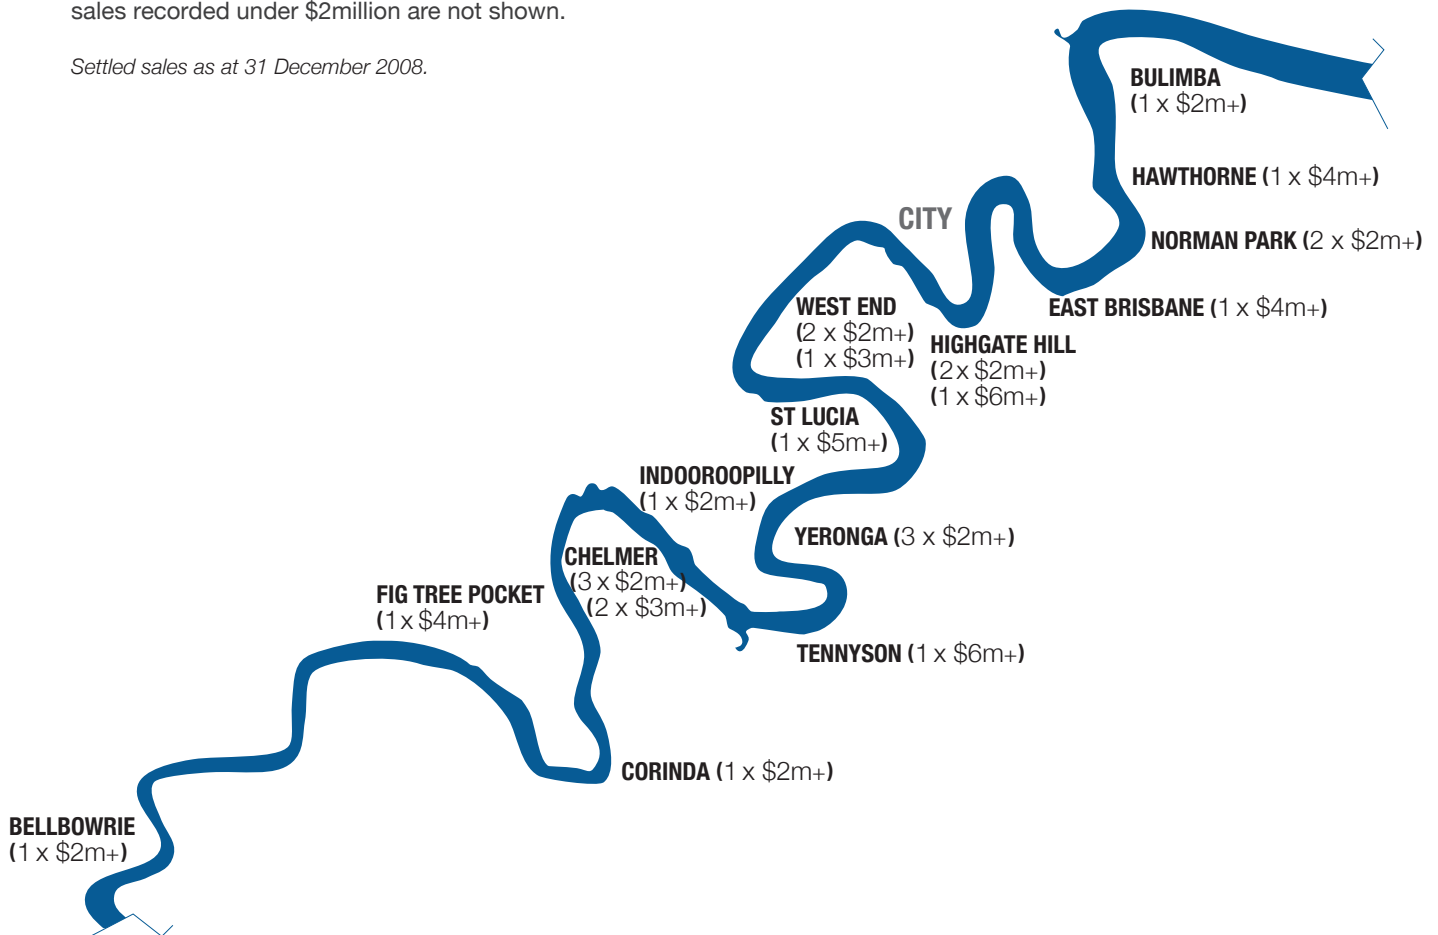 sales recorded under $2million are not shown.
Settled sales as at 31 December 2008.
BULIMBA
(1 x $2m+)
HAWTHORNE (1 x $4m+)
CITY
NORMAN PARK (2 x $2m+)
EAST BRISBANE (1 x $4m+)
WEST END
(2 x $2m+)
(1 x $3m+)
HIGHGATE HILL
(2 x $2m+)
(1 x $6m+)
ST LUCIA
(1 x $5m+)
INDOOROOPILLY
(1 x $2m+)
YERONGA (3 x $2m+)
CHELMER
(3 x $2m+)
(2 x $3m+)
FIG TREE POCKET
(1 x $4m+)
TENNYSON (1 x $6m+)
CORINDA (1 x $2m+)
BELLBOWRIE
(1 x $2m+)